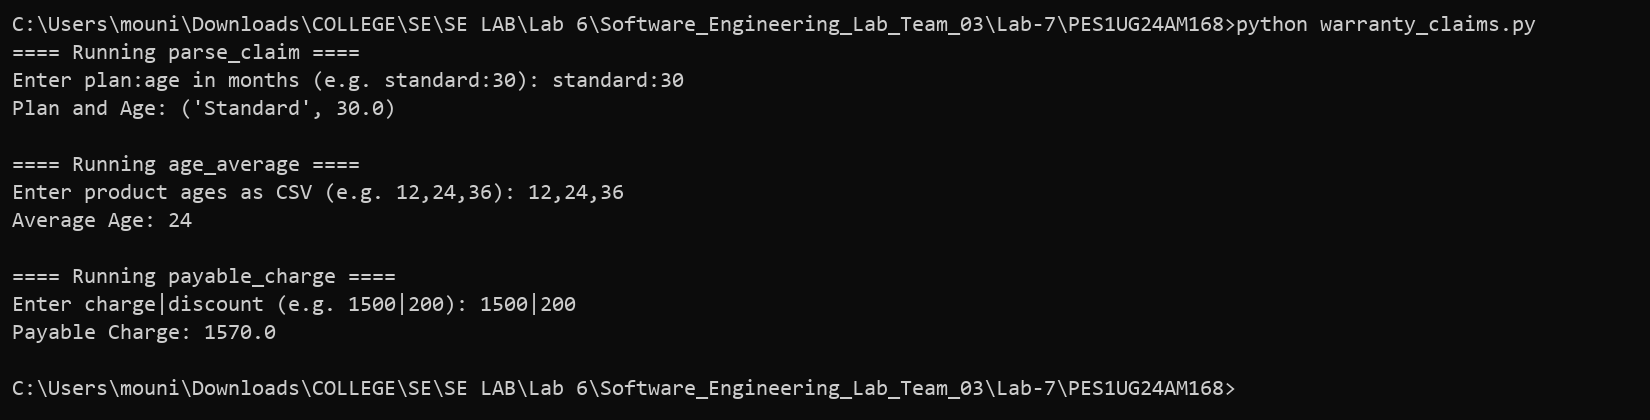 C:\Users\mouni\Downloads\COLLEGE\SE\SE LAB\Lab 6\Software_Engineering_Lab_Team_03\Lab-7\PES1UG24AM168>python warranty_claims.py
==== Running parse_claim ====
Enter plan:age in months (e.g. standard:30): standard:30
Plan and Age: ('Standard', 30.0)
==== Running age_average ====
Enter product ages as CSV (e.g. 12,24,36): 12,24,36
Average Age: 24
==== Running payable_charge ====
Enter charge|discount (e.g. 1500|200): 1500|200
Payable Charge: 1570.0
C:\Users\mouni\Downloads\COLLEGE\SE\SE LAB\Lab 6\Software_Engineering_Lab_Team_03\Lab-7\PES1UG24AM168>